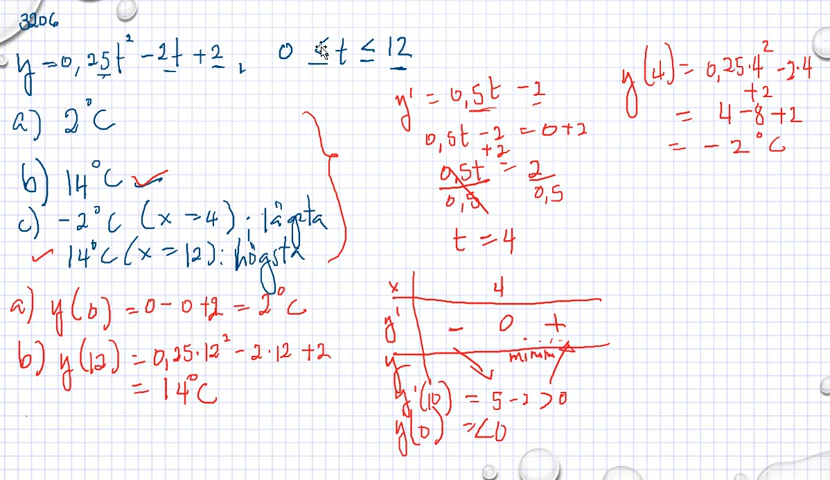 3206
y = 0,25t² - 2t + 2, 0 ≤ t ≤ 12
a) 2°C
b) 14°C ✓
c) -2°C (x = 4) ; lägsta
✓ 14°C (x = 12) : högsta
a) y(0) = 0 - 0 + 2 = 2°C
b) y(12) = 0,25·12² - 2·12 + 2
= 14°C
y' = 0,5t - 2
0,5t - 2 = 0 + 2
+2
0,5t = 2
0,5 0,5
t = 4
x 4
y' - 0 +
y minim
y'(10) = 5 - 2 > 0
y(0) = < 0
y(4) = 0,25·4² - 2·4
+2
= 4 - 8 + 2
= -2°C